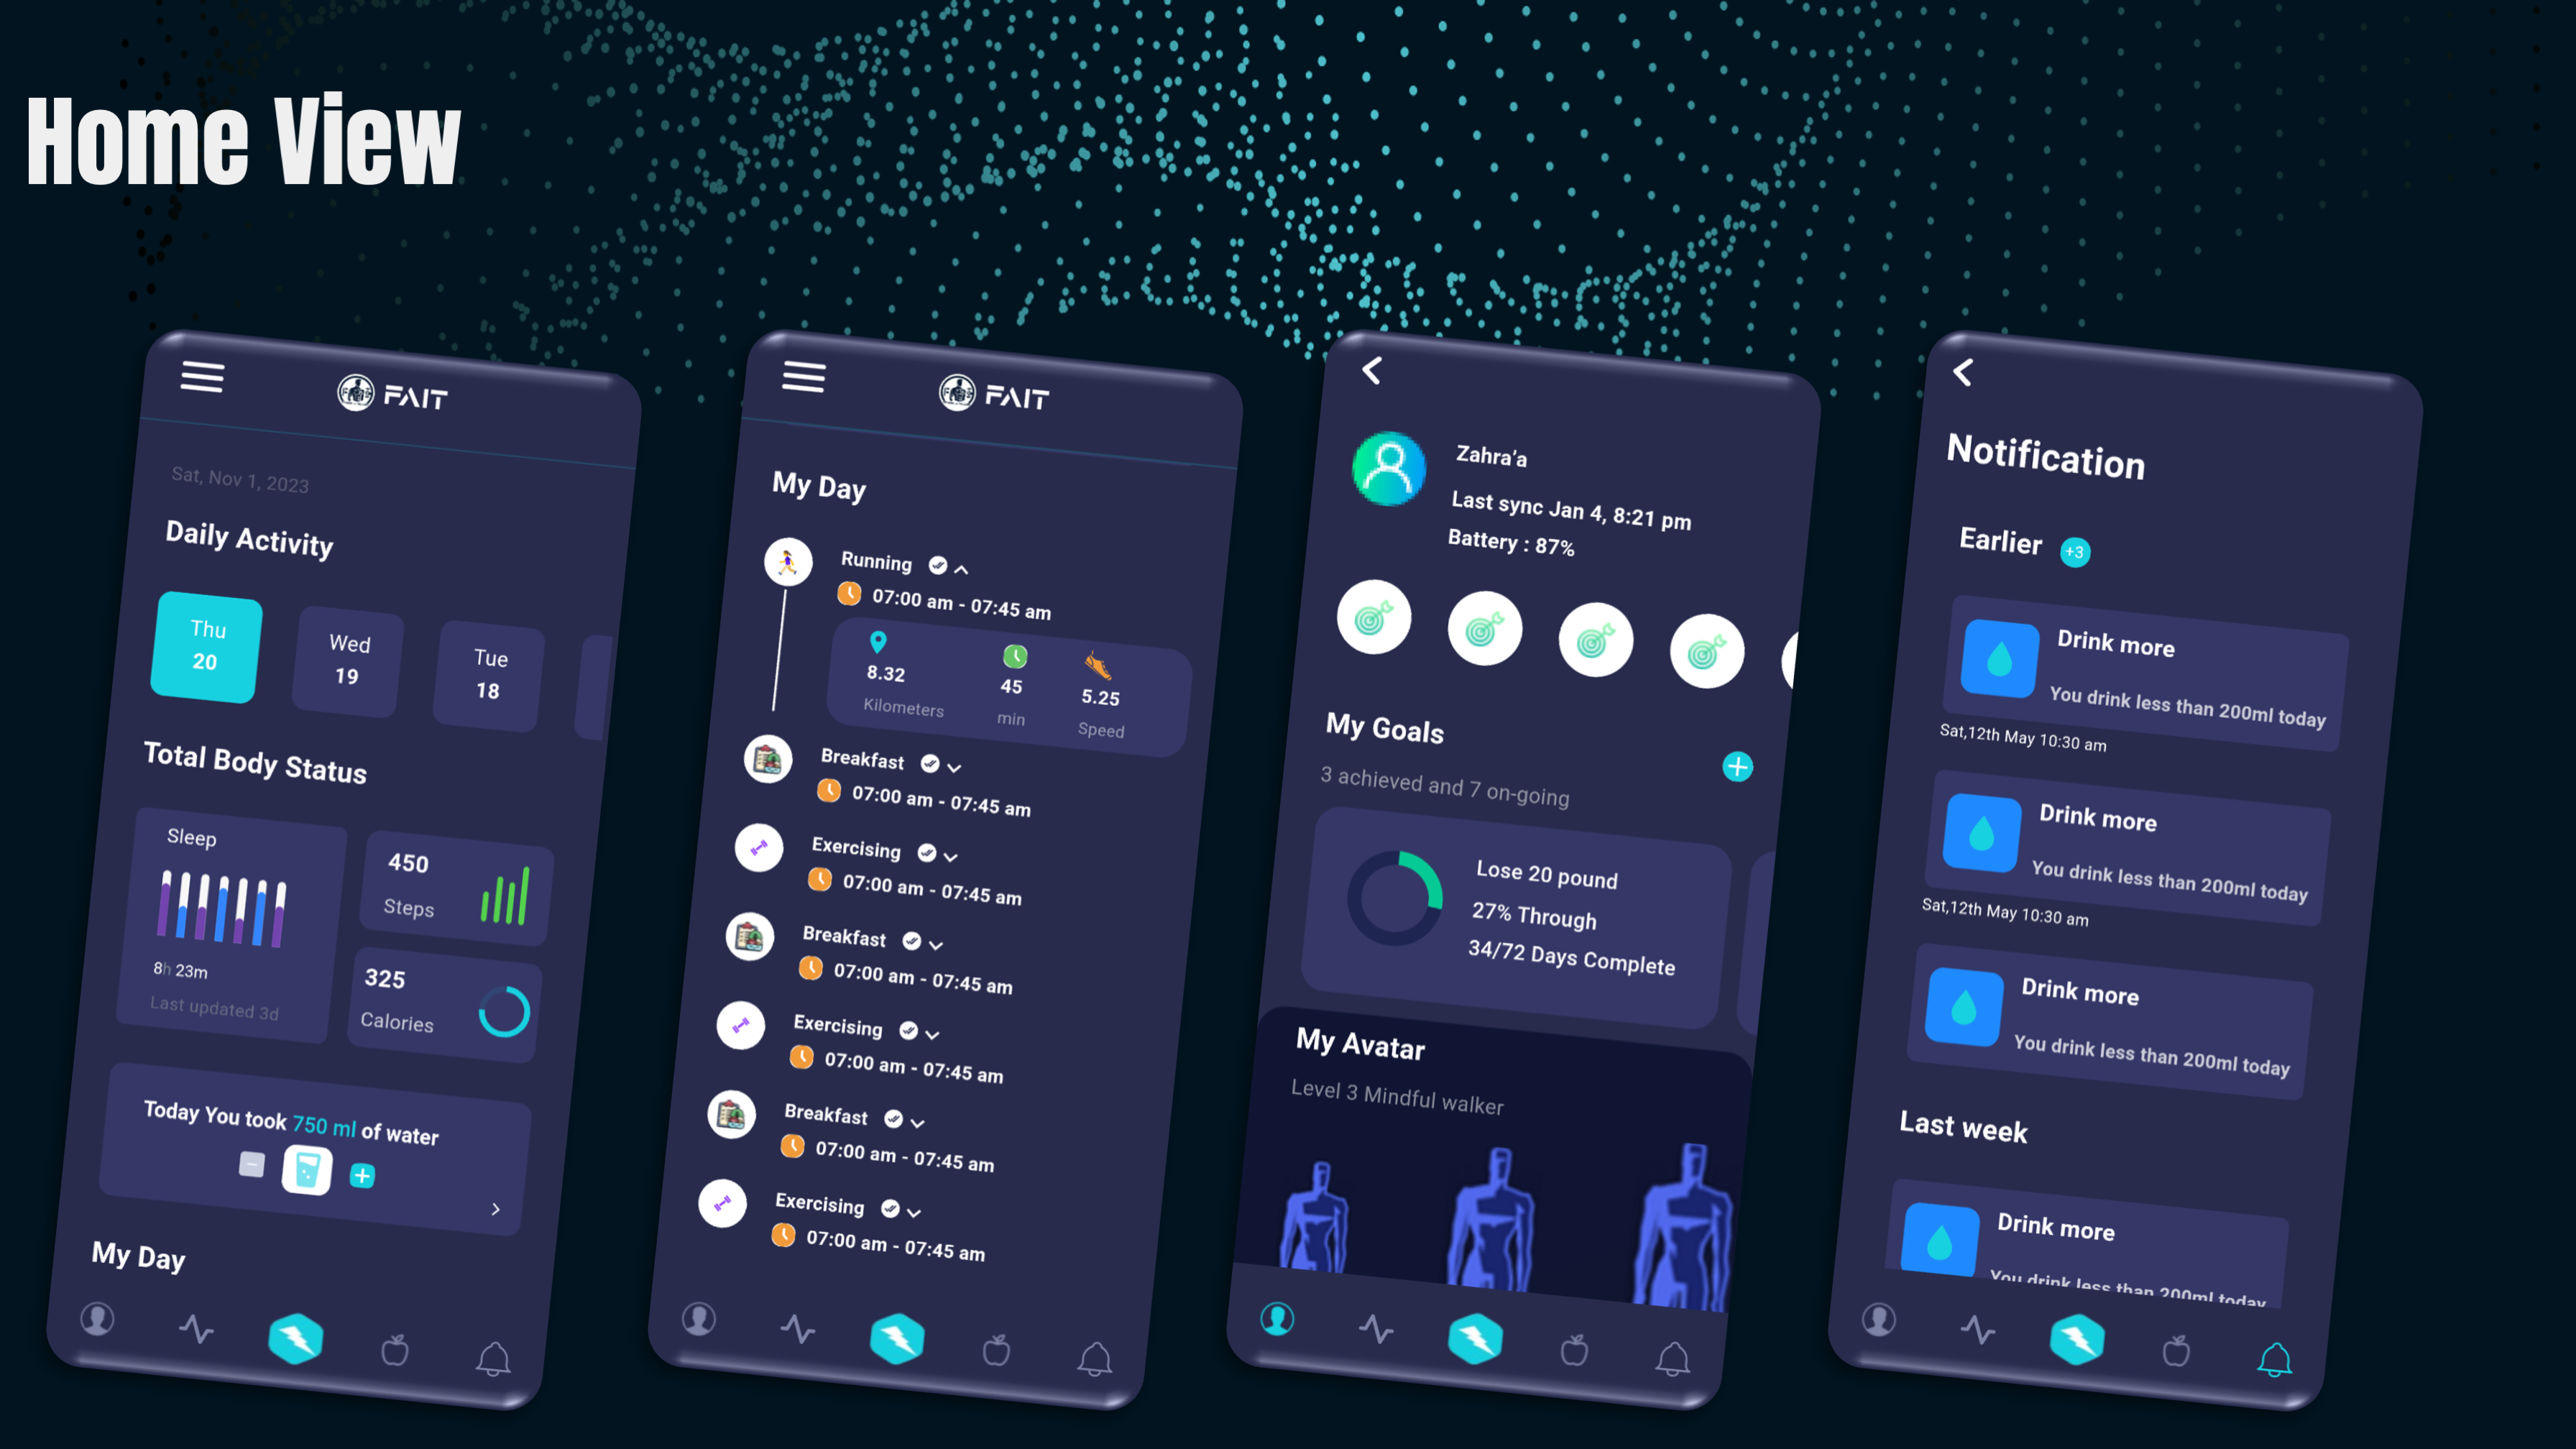 Home View
FAIT
Sat, Nov 1, 2023
Daily Activity
Thu
20
Wed
19
Tue
18
Total Body Status
Sleep
8h 23m
Last updated 3d
450
Steps
325
Calories
Today You took 750 ml of water
My Day
FAIT
My Day
Running
07:00 am - 07:45 am
8.32
Kilometers
45
min
5.25
Speed
Breakfast
07:00 am - 07:45 am
Exercising
07:00 am - 07:45 am
Breakfast
07:00 am - 07:45 am
Exercising
07:00 am - 07:45 am
Breakfast
07:00 am - 07:45 am
Exercising
07:00 am - 07:45 am
Zahra’a
Last sync Jan 4, 8:21 pm
Battery : 87%
My Goals
3 achieved and 7 on-going
Lose 20 pound
27% Through
34/72 Days Complete
My Avatar
Level 3 Mindful walker
Notification
Earlier +3
Drink more
You drink less than 200ml today
Sat,12th May 10:30 am
Drink more
You drink less than 200ml today
Sat,12th May 10:30 am
Drink more
You drink less than 200ml today
Last week
Drink more
You drink less than 200ml today